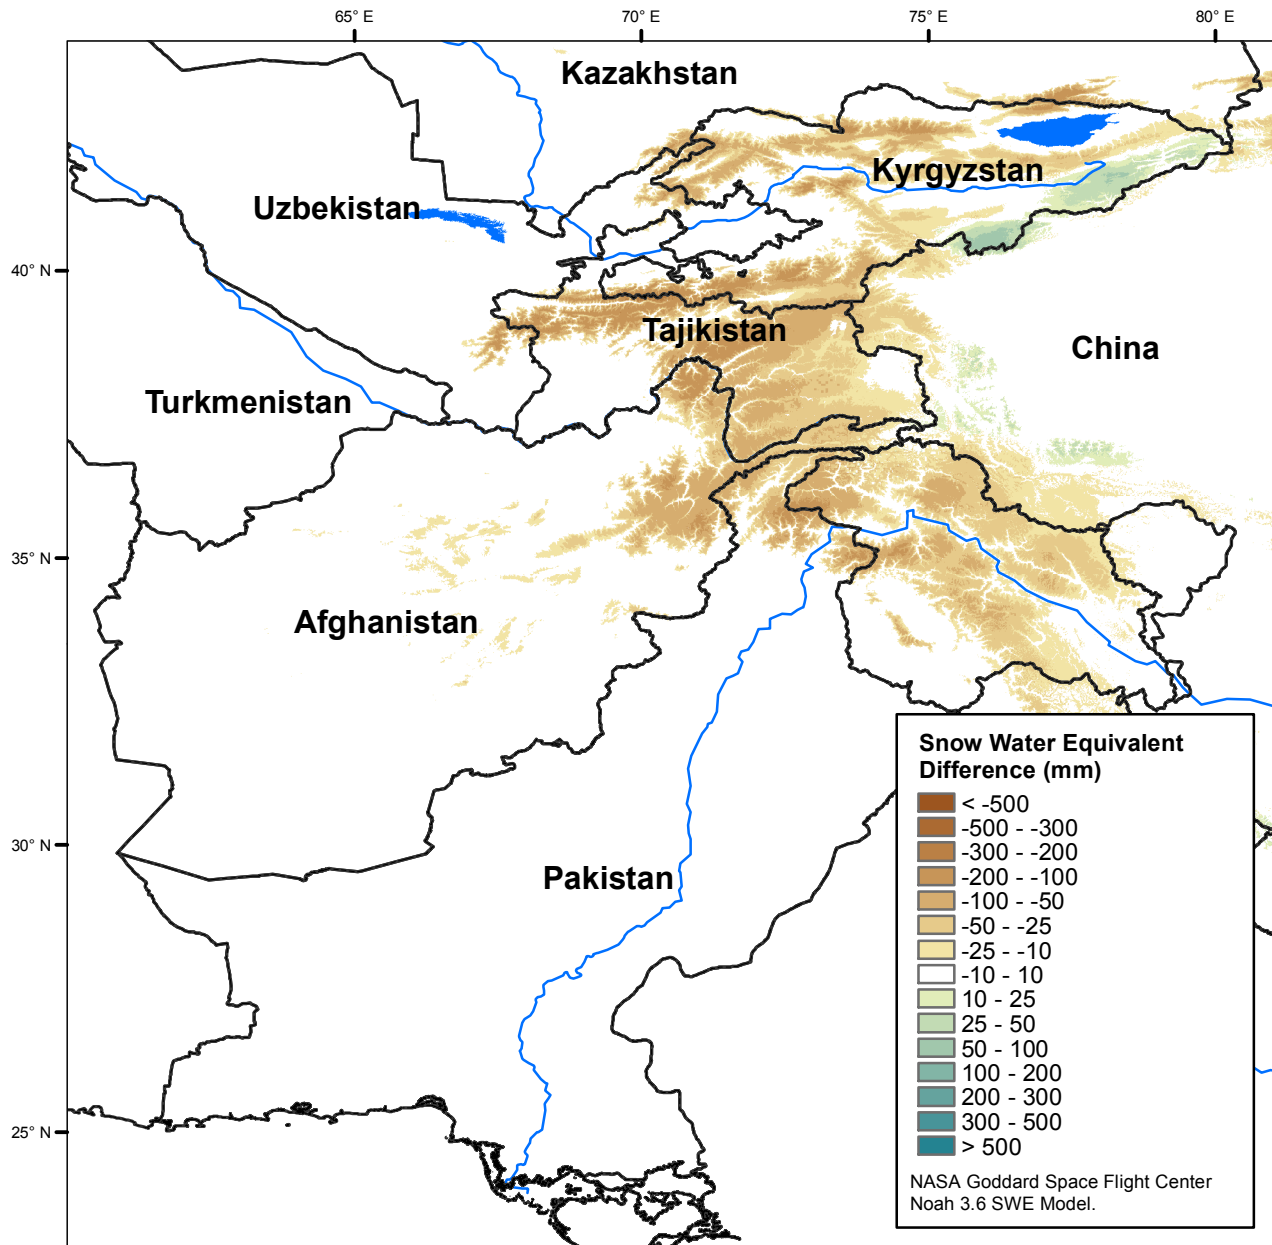 65° E
70° E
75° E
80° E
Kazakhstan
Kyrgyzstan
Uzbekistan
40° N
Tajikistan
China
Turkmenistan
35° N
Afghanistan
Snow Water Equivalent
Difference (mm)
< -500
-500 - -300
-300 - -200
-200 - -100
-100 - -50
-50 - -25
-25 - -10
-10 - 10
10 - 25
25 - 50
50 - 100
100 - 200
200 - 300
300 - 500
> 500
NASA Goddard Space Flight Center
Noah 3.6 SWE Model.
30° N
Pakistan
25° N